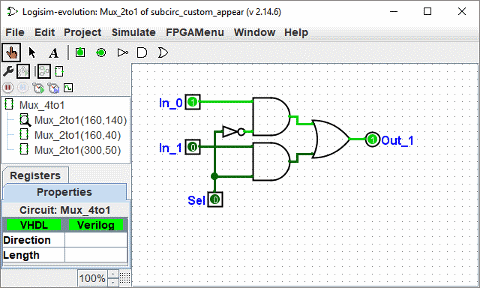 Logisim-evolution: Mux_2to1 of subcirc_custom_appear (v 2.14.6)
File Edit Project Simulate FPGAMenu Window Help
A
Mux_4to1
Mux_2to1(160,140)
Mux_2to1(160,40)
Mux_2to1(300,50)
Registers
Properties
Circuit: Mux_4to1
VHDL Verilog
Direction
Length
100%
In_0 1
In_1 0
Sel 0
1 Out_1